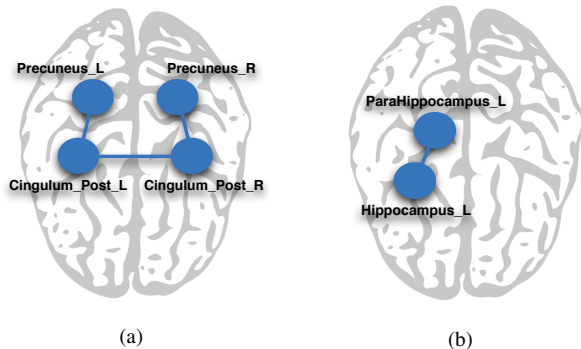 Precuneus_L Precuneus_R
Cingulum_Post_L Cingulum_Post_R
(a)
ParaHippocampus_L
Hippocampus_L
(b)